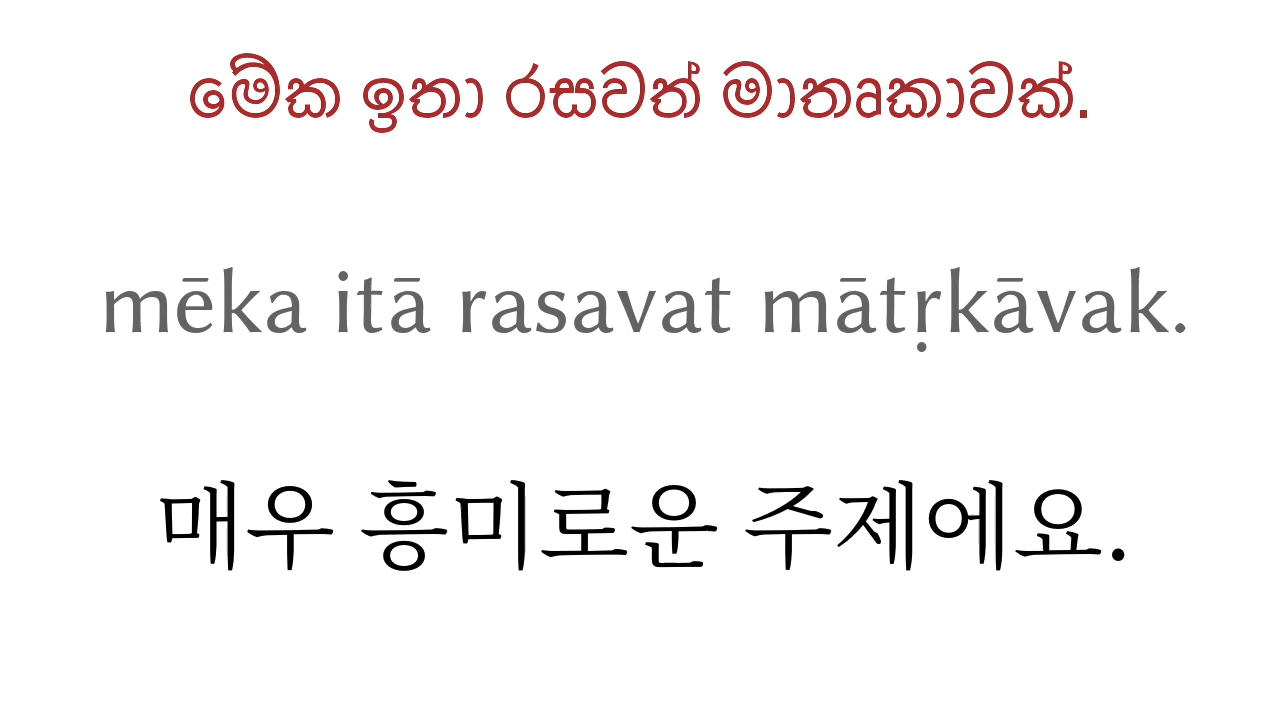 මේක ඉතා රසවත් මාතෘකාවක්.
mēka itā rasavat mātṛkāvak.
매우 흥미로운 주제에요.